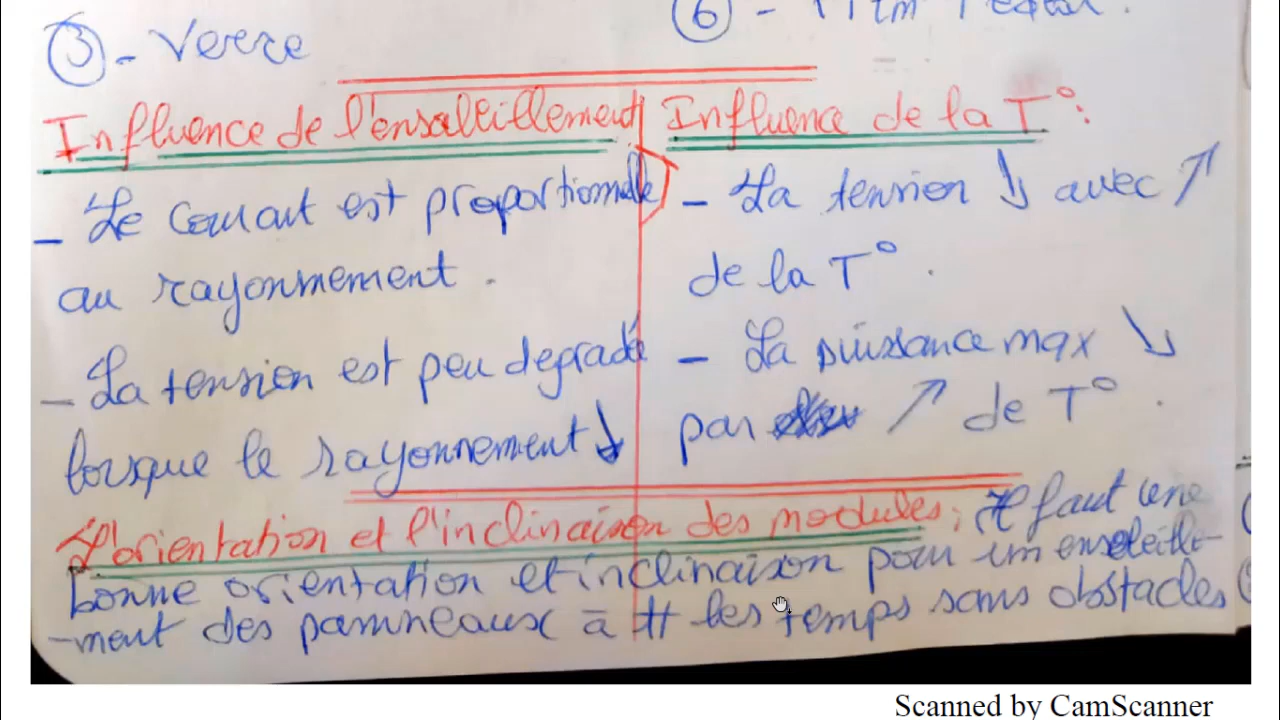 ③ - Verre
⑥ -
Influence de l'ensoleillement
- Le courant est proportionnelle
au rayonnement.
- La tension est peu degradé
lorsque le rayonnement ↓
Influence de la T°:
- La tension ↘ avec ↗
de la T°.
- La puissance max ↘
par ↗ de T°.
L'orientation et l'inclinaison des modules; Il faut une
bonne orientation et inclinaison pour un ensoleille-
-ment des panneaux à tt les temps sans obstacles
Scanned by CamScanner